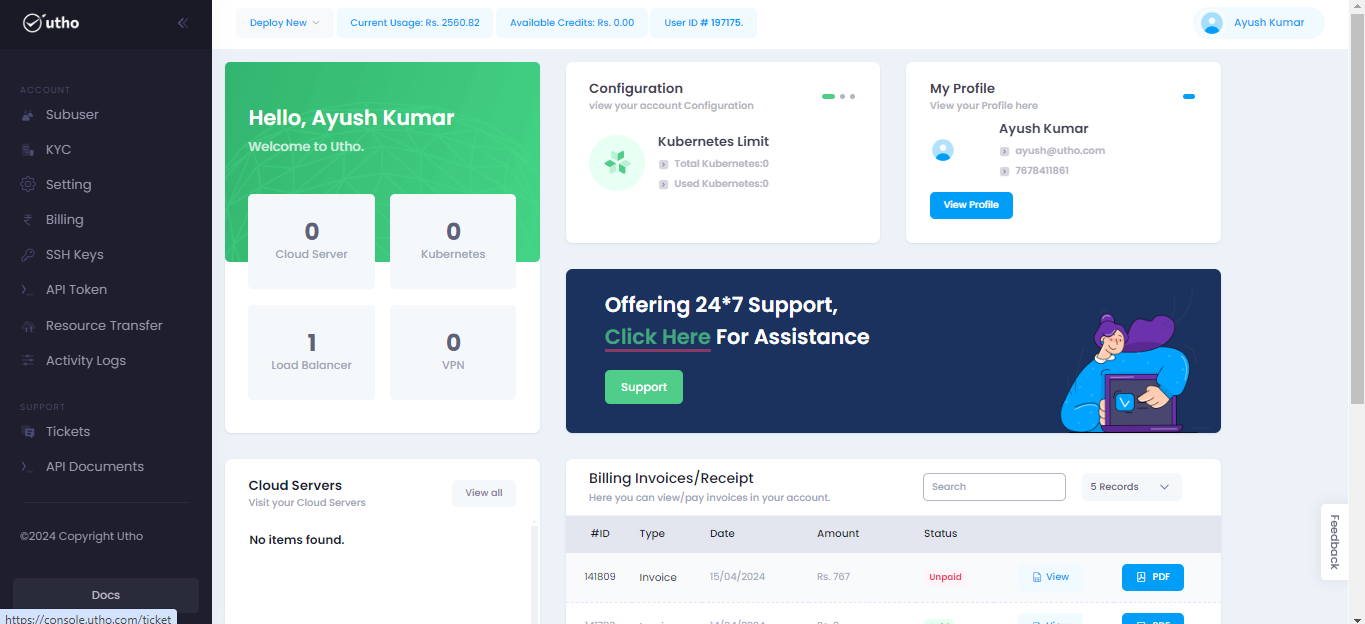 utho
Deploy New
Current Usage: Rs. 2560.82
Available Credits: Rs. 0.00
User ID # 197175.
Ayush Kumar
ACCOUNT
Subuser
KYC
Setting
Billing
SSH Keys
API Token
Resource Transfer
Activity Logs
SUPPORT
Tickets
API Documents
©2024 Copyright Utho
Docs
https://console.utho.com/ticket
Hello, Ayush Kumar
Welcome to Utho.
0
Cloud Server
0
Kubernetes
1
Load Balancer
0
VPN
Configuration
view your account Configuration
Kubernetes Limit
Total Kubernetes:0
Used Kubernetes:0
My Profile
View your Profile here
Ayush Kumar
ayush@utho.com
7678411861
View Profile
Offering 24*7 Support,
Click Here For Assistance
Support
Cloud Servers
Visit your Cloud Servers
View all
No items found.
Billing Invoices/Receipt
Here you can view/pay invoices in your account.
Search
5 Records
#ID Type Date Amount Status
141809 Invoice 15/04/2024 Rs. 767 Unpaid View PDF
Feedback